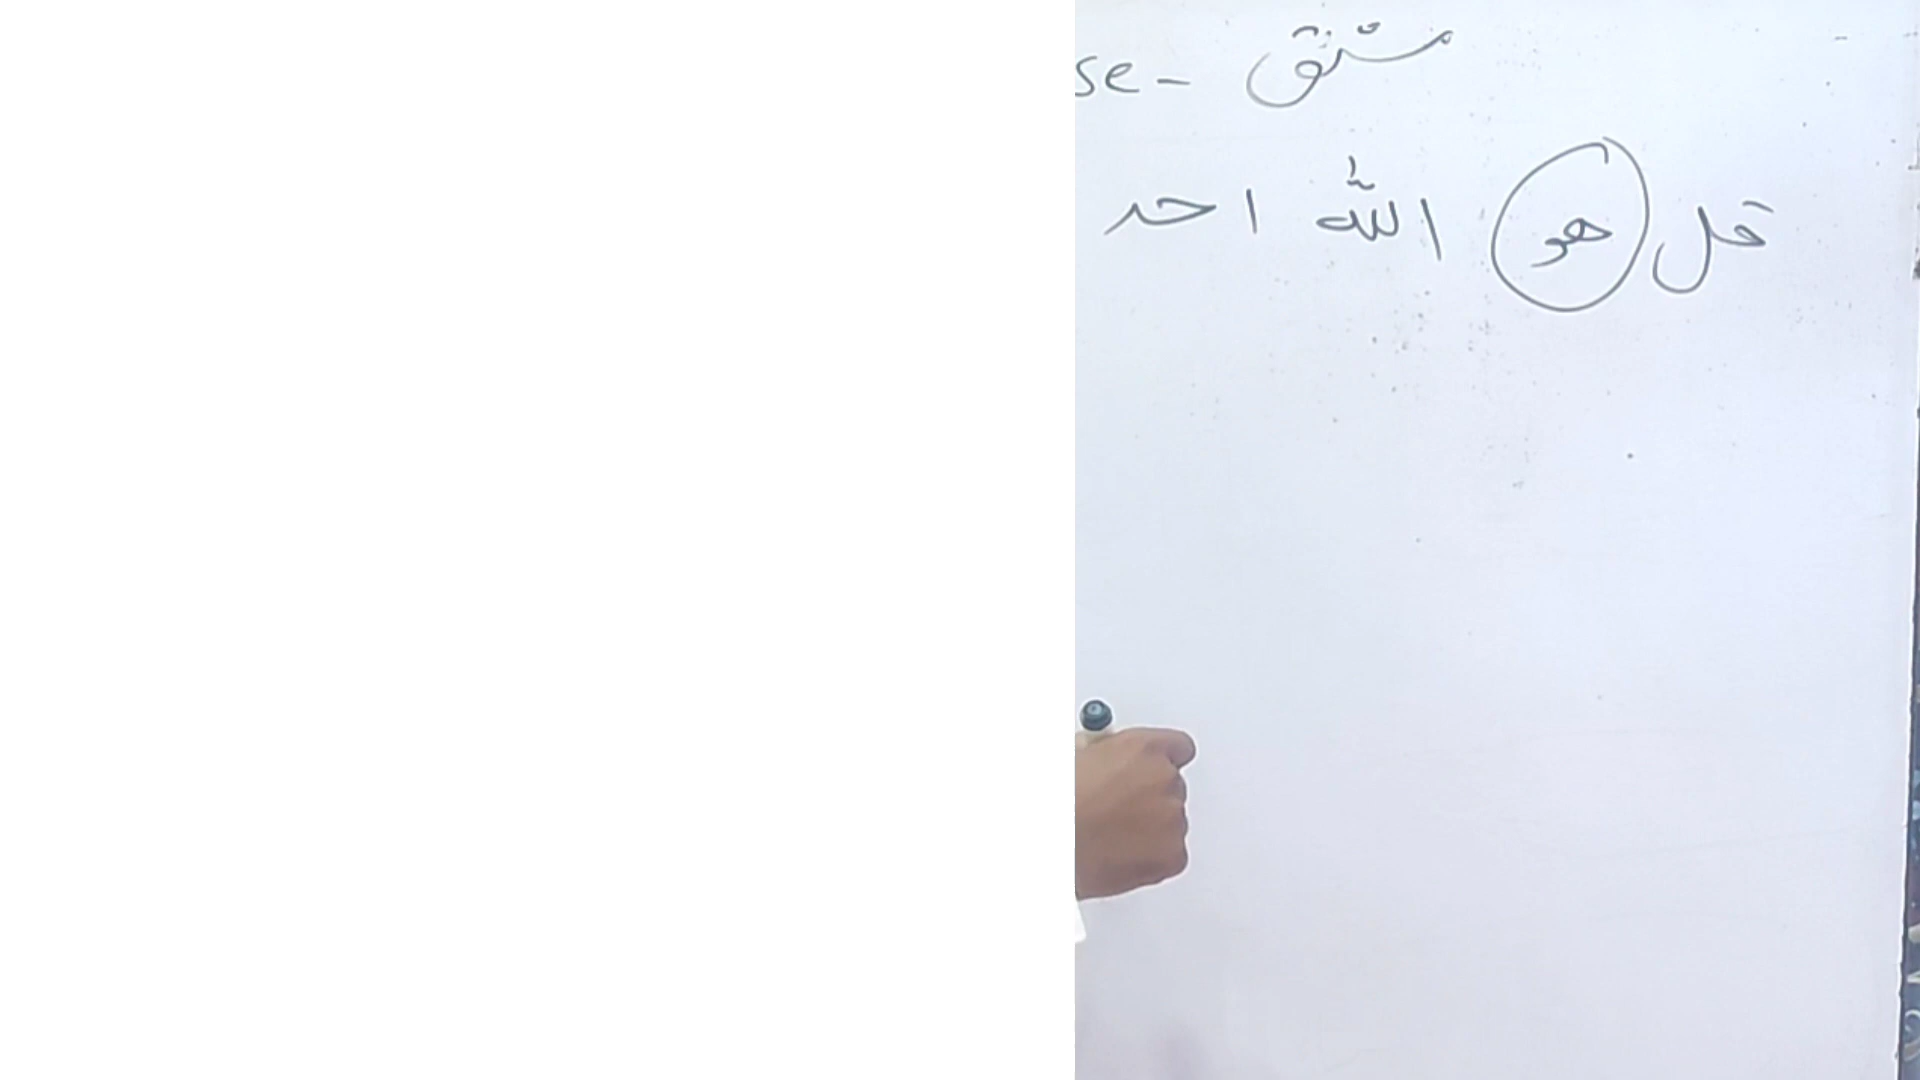 se - مشتق
قل هو الله احد